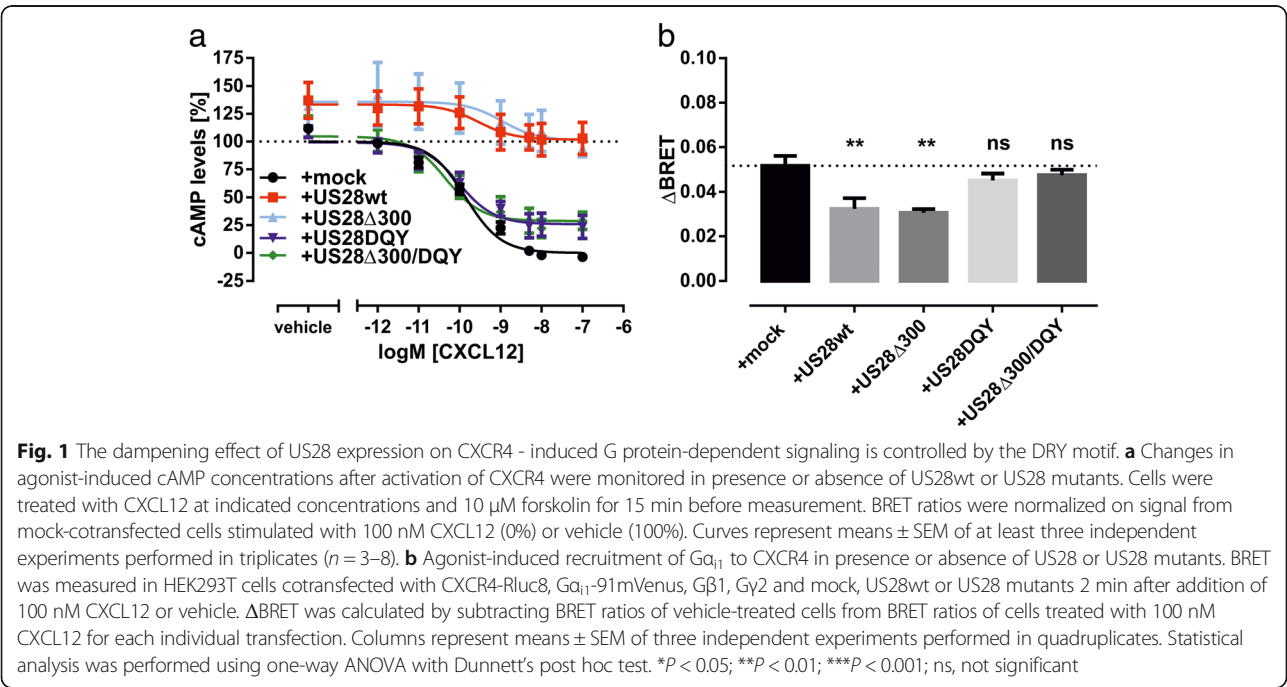 a
175
150
125
100
75
50
25
0
-25
cAMP levels [%]
+mock
+US28wt
+US28Δ300
+US28DQY
+US28Δ300/DQY
vehicle -12 -11 -10 -9 -8 -7 -6
logM [CXCL12]
b
0.10
0.08
0.06
0.04
0.02
0.00
ΔBRET
** ** ns ns
+mock
+US28wt
+US28Δ300
+US28DQY
+US28Δ300/DQY
Fig. 1 The dampening effect of US28 expression on CXCR4 - induced G protein-dependent signaling is controlled by the DRY motif. a Changes in
agonist-induced cAMP concentrations after activation of CXCR4 were monitored in presence or absence of US28wt or US28 mutants. Cells were
treated with CXCL12 at indicated concentrations and 10 μM forskolin for 15 min before measurement. BRET ratios were normalized on signal from
mock-cotransfected cells stimulated with 100 nM CXCL12 (0%) or vehicle (100%). Curves represent means ± SEM of at least three independent
experiments performed in triplicates (n = 3–8). b Agonist-induced recruitment of Gαi1 to CXCR4 in presence or absence of US28 or US28 mutants. BRET
was measured in HEK293T cells cotransfected with CXCR4-Rluc8, Gαi1-91mVenus, Gβ1, Gγ2 and mock, US28wt or US28 mutants 2 min after addition of
100 nM CXCL12 or vehicle. ΔBRET was calculated by subtracting BRET ratios of vehicle-treated cells from BRET ratios of cells treated with 100 nM
CXCL12 for each individual transfection. Columns represent means ± SEM of three independent experiments performed in quadruplicates. Statistical
analysis was performed using one-way ANOVA with Dunnett's post hoc test. *P < 0.05; **P < 0.01; ***P < 0.001; ns, not significant